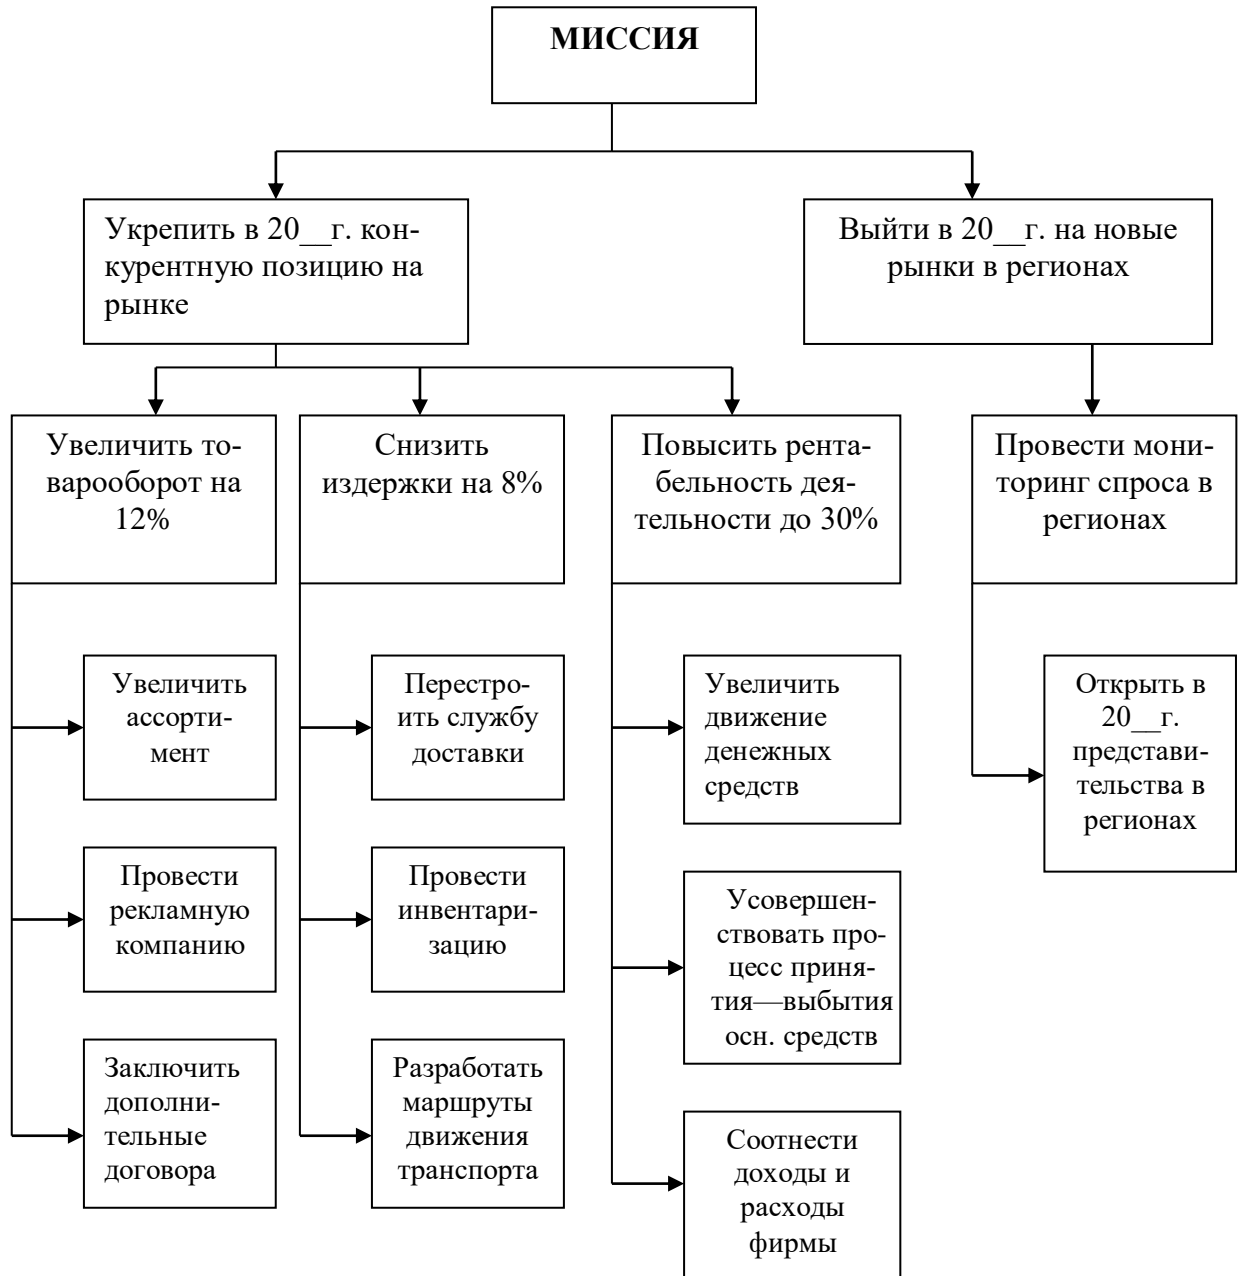 МИССИЯ
Укрепить в 20__г. кон-
курентную позицию на
рынке
Выйти в 20__г. на новые
рынки в регионах
Увеличить то-
варооборот на
12%
Снизить
издержки на 8%
Повысить рента-
бельность дея-
тельности до 30%
Провести мони-
торинг спроса в
регионах
Увеличить
ассорти-
мент
Перестро-
ить службу
доставки
Увеличить
движение
денежных
средств
Открыть в
20__г.
представи-
тельства в
регионах
Провести
рекламную
компанию
Провести
инвентари-
зацию
Усовершен-
ствовать про-
цесс приня-
тия—выбытия
осн. средств
Заключить
дополни-
тельные
договора
Разработать
маршруты
движения
транспорта
Соотнести
доходы и
расходы
фирмы